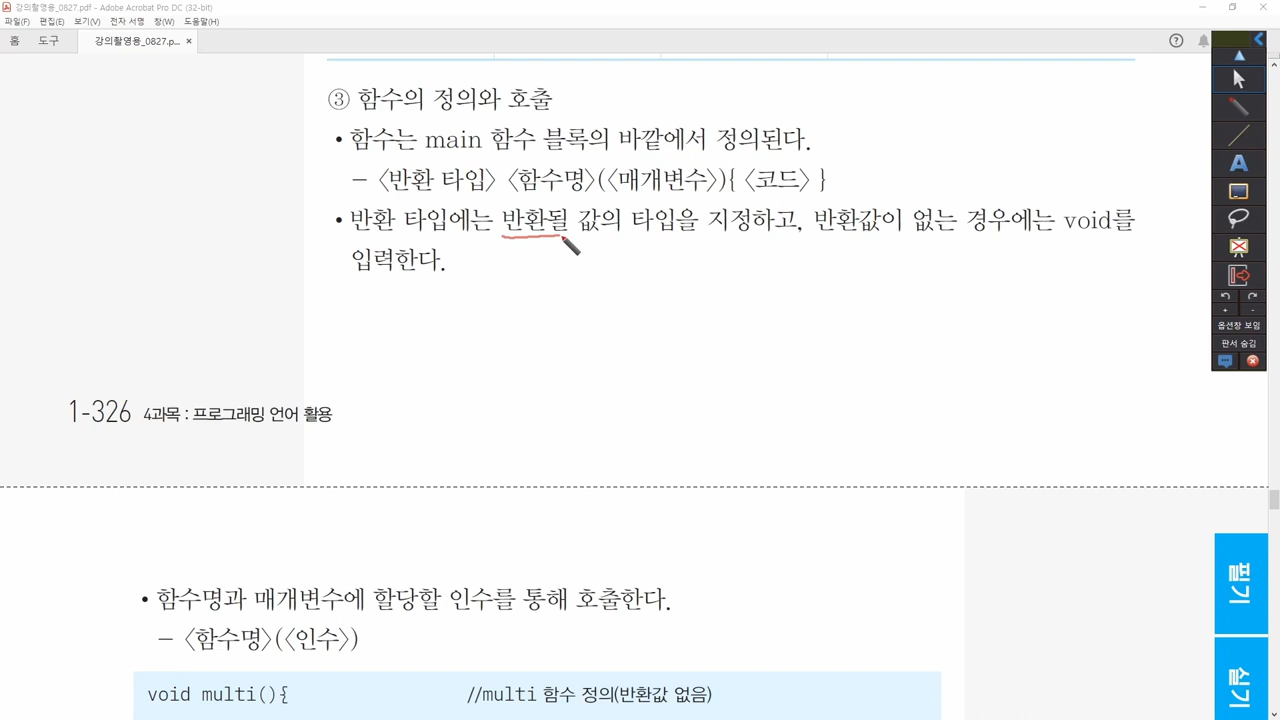 강의촬영용_0827.pdf - Adobe Acrobat Pro DC (32-bit)
파일(F) 편집(E) 보기(V) 전자 서명 창(W) 도움말(H)
홈 도구 강의촬영용_0827.p... ×
③ 함수의 정의와 호출
• 함수는 main 함수 블록의 바깥에서 정의된다.
– 〈반환 타입〉 〈함수명〉(〈매개변수〉){ 〈코드〉 }
• 반환 타입에는 반환될 값의 타입을 지정하고, 반환값이 없는 경우에는 void를
입력한다.
옵션창 보임
판서 숨김
1-326 4과목 : 프로그래밍 언어 활용
필기
• 함수명과 매개변수에 할당할 인수를 통해 호출한다.
– 〈함수명〉(〈인수〉)
실기
void multi(){ //multi 함수 정의(반환값 없음)